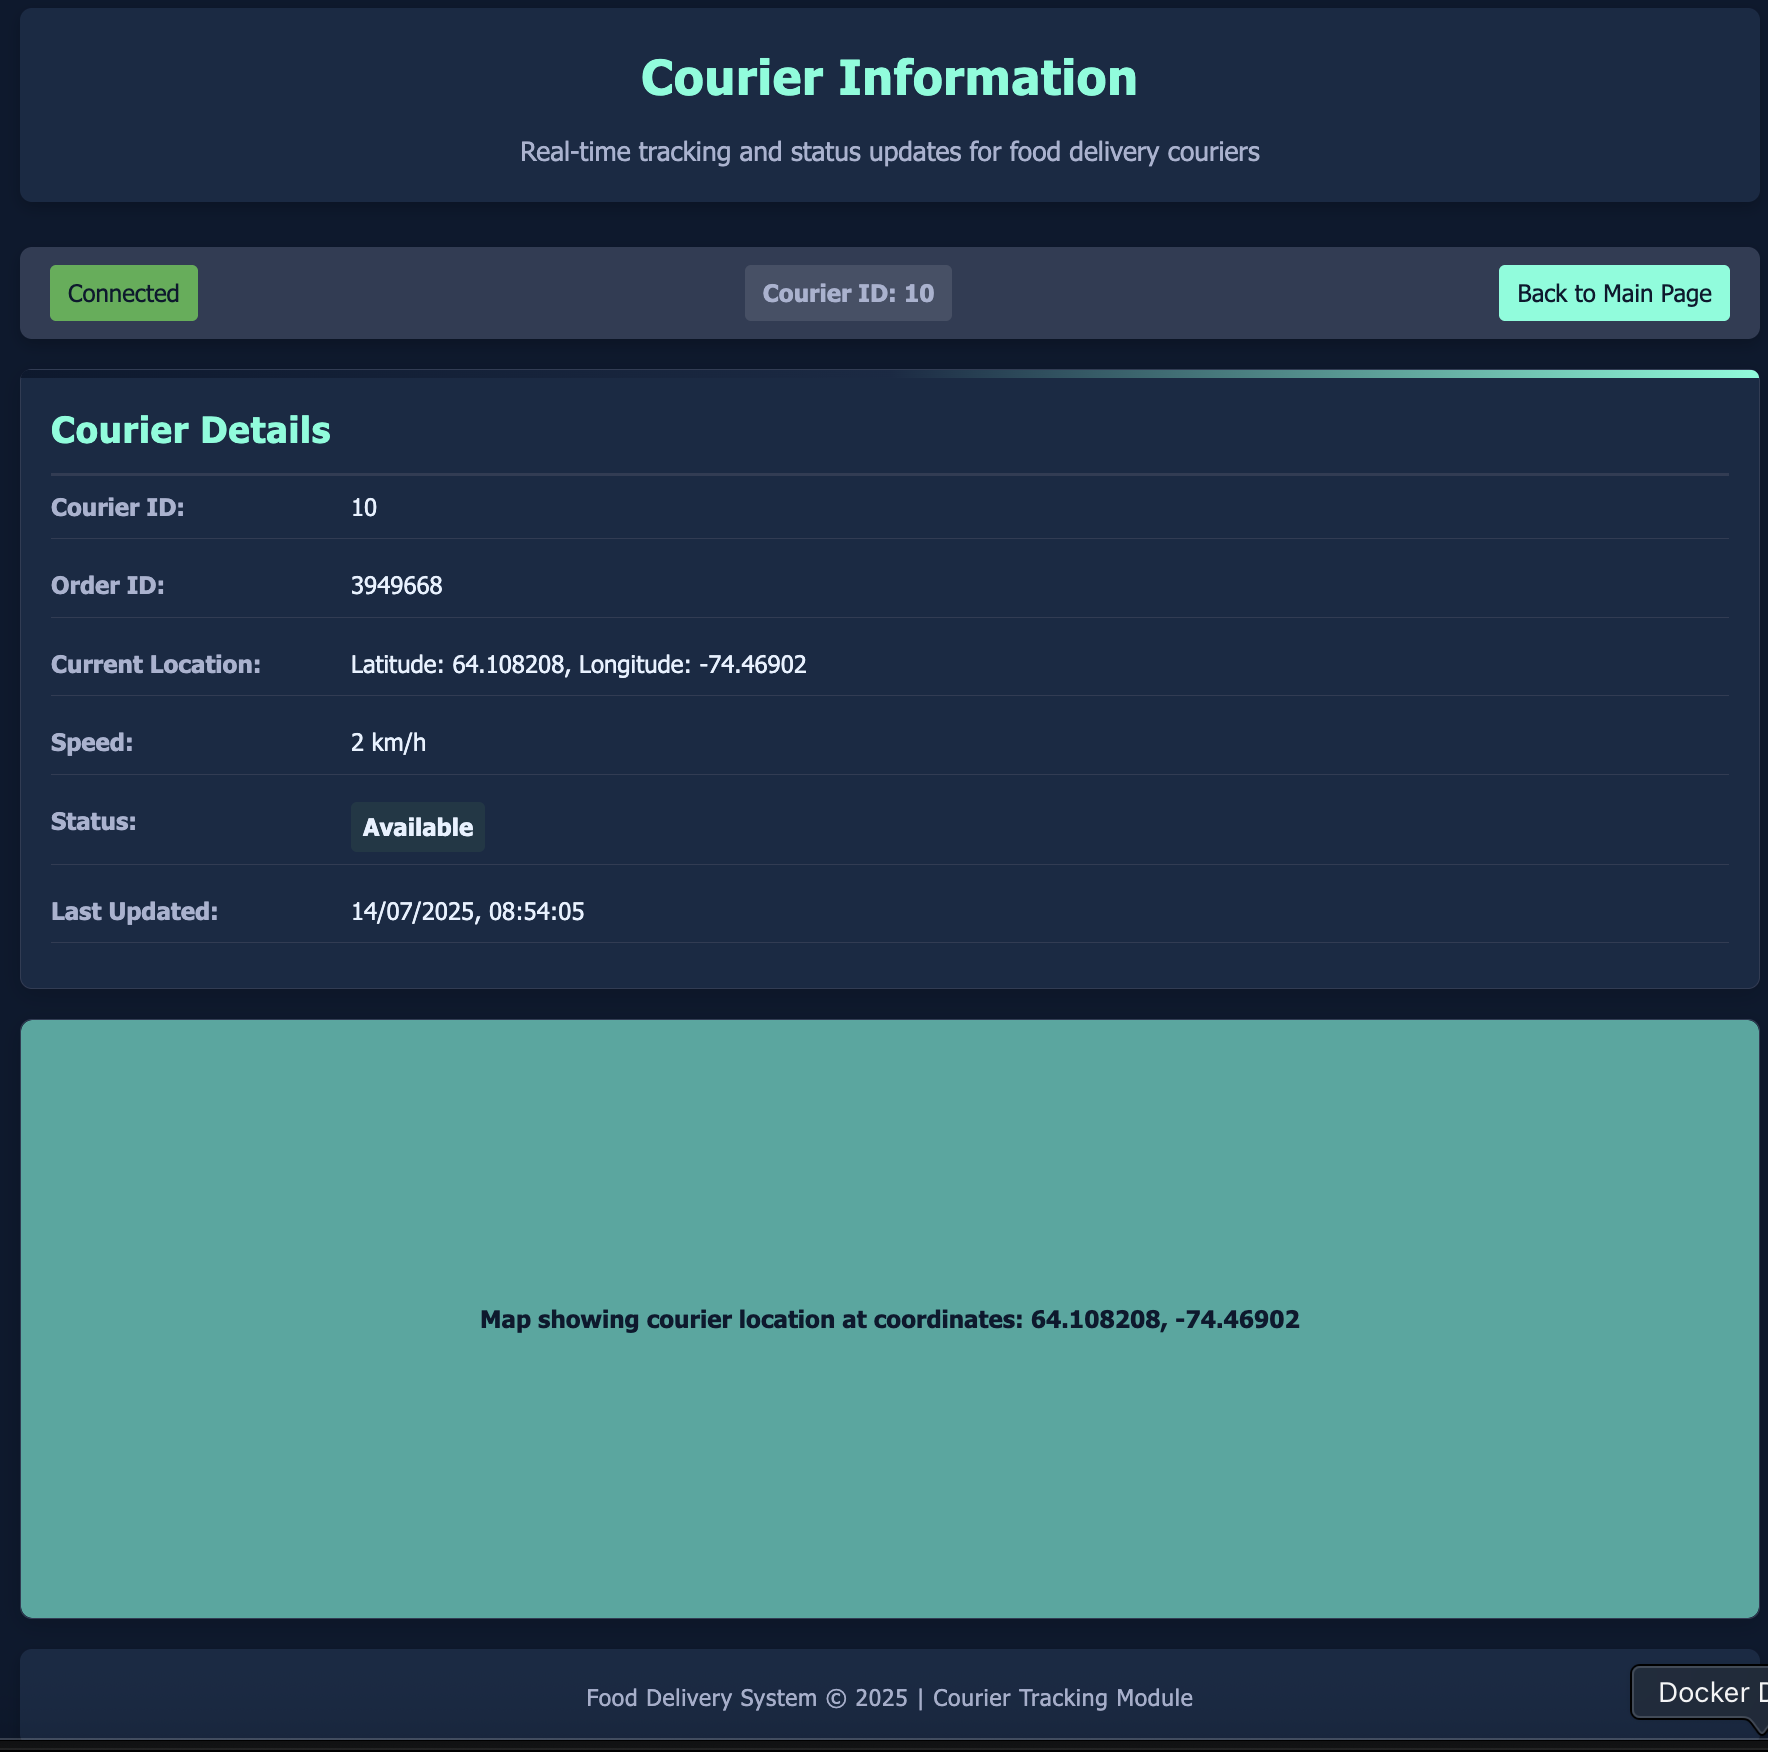 Courier Information
Real-time tracking and status updates for food delivery couriers
Connected
Courier ID: 10
Back to Main Page
Courier Details
Courier ID: 10
Order ID: 3949668
Current Location: Latitude: 64.108208, Longitude: -74.46902
Speed: 2 km/h
Status: Available
Last Updated: 14/07/2025, 08:54:05
Map showing courier location at coordinates: 64.108208, -74.46902
Food Delivery System © 2025 | Courier Tracking Module
Docker